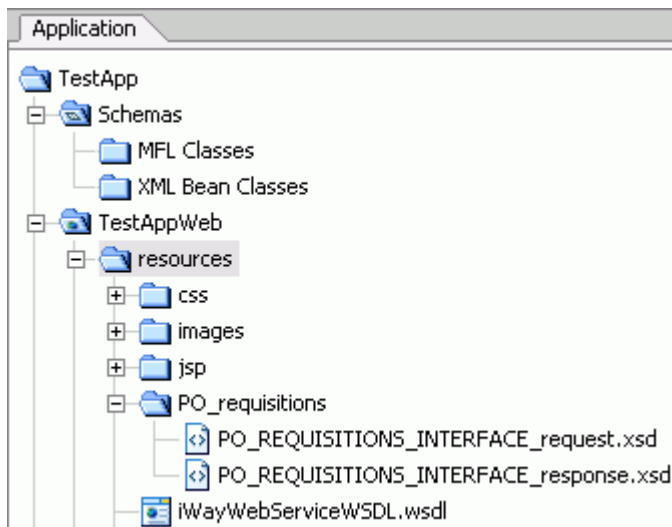 Application
TestApp
Schemas
MFL Classes
XML Bean Classes
TestAppWeb
resources
css
images
jsp
PO_requisitions
PO_REQUISITIONS_INTERFACE_request.xsd
PO_REQUISITIONS_INTERFACE_response.xsd
iWayWebServiceWSDL.wsdl